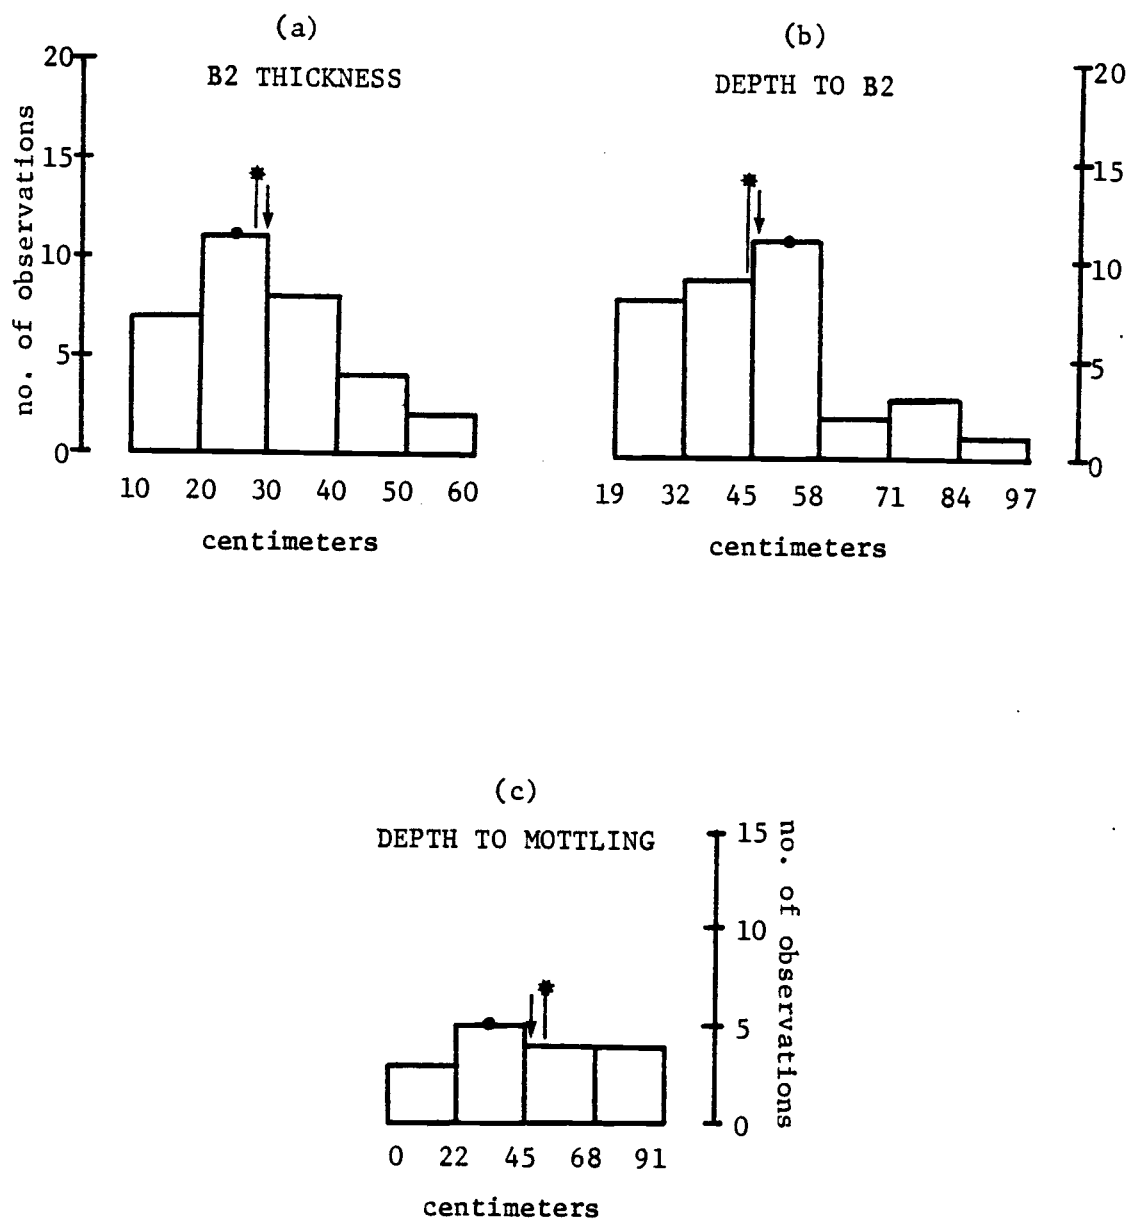 (a)
B2 THICKNESS
no. of observations
20
15
10
5
0
10 20 30 40 50 60
centimeters
(b)
DEPTH TO B2
20
15
10
5
0
19 32 45 58 71 84 97
centimeters
(c)
DEPTH TO MOTTLING
15
10
5
0
no. of observations
0 22 45 68 91
centimeters